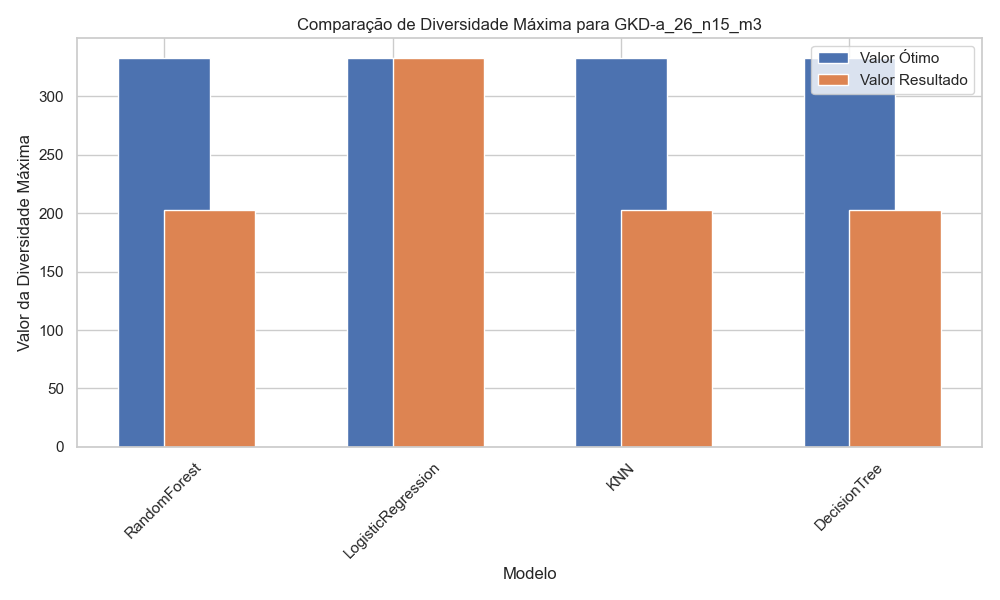 Comparação de Diversidade Máxima para GKD-a_26_n15_m3
Valor Ótimo
Valor Resultado
Valor da Diversidade Máxima
300
250
200
150
100
50
0
RandomForest
LogisticRegression
KNN
DecisionTree
Modelo